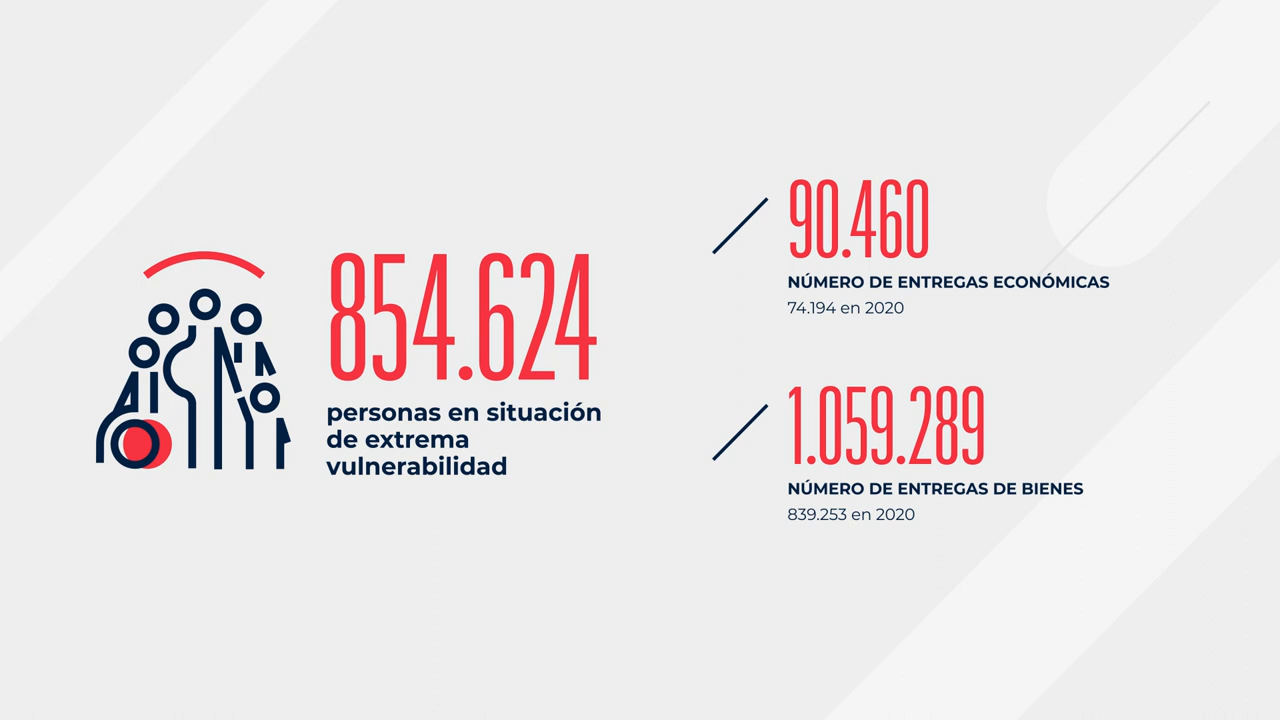 854.624
personas en situación
de extrema
vulnerabilidad
90.460
NÚMERO DE ENTREGAS ECONÓMICAS
74.194 en 2020
1.059.289
NÚMERO DE ENTREGAS DE BIENES
839.253 en 2020